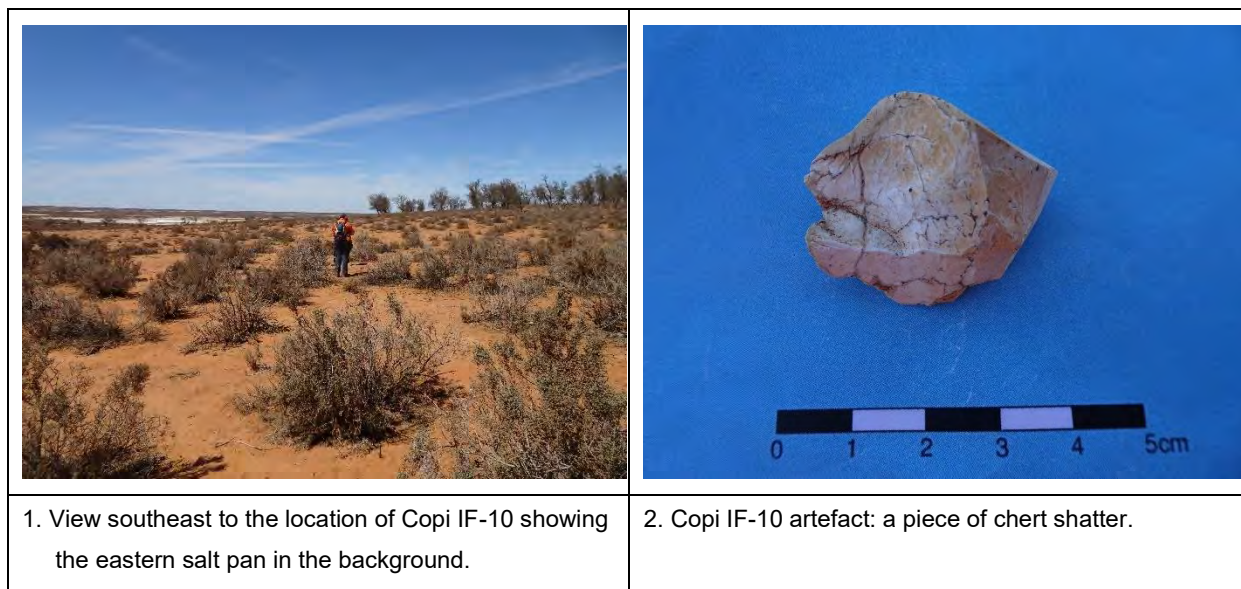 0 1 2 3 4 5cm
1. View southeast to the location of Copi IF-10 showing
the eastern salt pan in the background.
2. Copi IF-10 artefact: a piece of chert shatter.